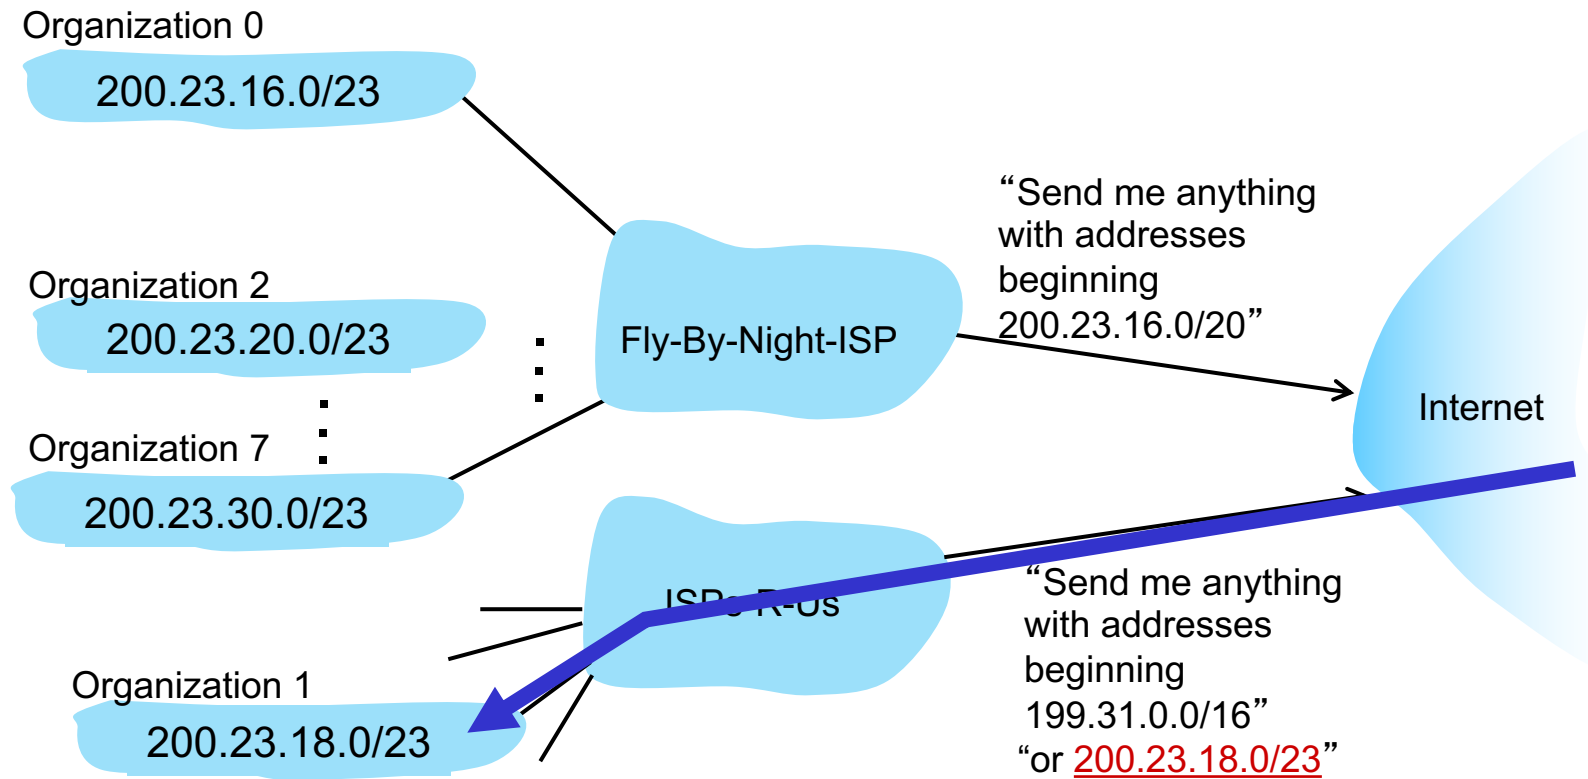 Organization 0
200.23.16.0/23
Organization 2
200.23.20.0/23
Organization 7
200.23.30.0/23
Fly-By-Night-ISP
“Send me anything
with addresses
beginning
200.23.16.0/20”
Internet
ISPs-R-Us
Organization 1
200.23.18.0/23
“Send me anything
with addresses
beginning
199.31.0.0/16”
“or 200.23.18.0/23”